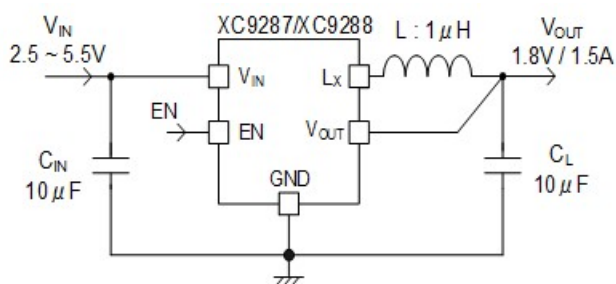 XC9287/XC9288
VIN
2.5 ~ 5.5V
L : 1μH
VOUT
1.8V / 1.5A
VIN
LX
EN
EN
VOUT
GND
CIN
10μF
CL
10μF